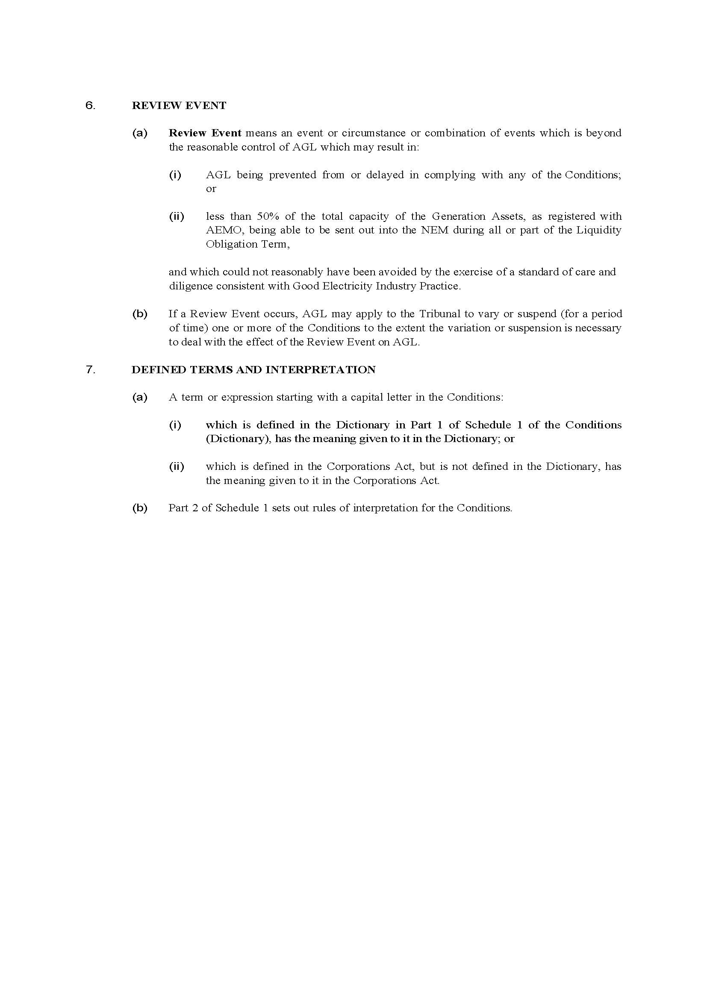 6. REVIEW EVENT
(a) Review Event means an event or circumstance or combination of events which is beyond
the reasonable control of AGL which may result in:
(i) AGL being prevented from or delayed in complying with any of the Conditions;
or
(ii) less than 50% of the total capacity of the Generation Assets, as registered with
AEMO, being able to be sent out into the NEM during all or part of the Liquidity
Obligation Term,
and which could not reasonably have been avoided by the exercise of a standard of care and
diligence consistent with Good Electricity Industry Practice.
(b) If a Review Event occurs, AGL may apply to the Tribunal to vary or suspend (for a period
of time) one or more of the Conditions to the extent the variation or suspension is necessary
to deal with the effect of the Review Event on AGL.
7. DEFINED TERMS AND INTERPRETATION
(a) A term or expression starting with a capital letter in the Conditions:
(i) which is defined in the Dictionary in Part 1 of Schedule 1 of the Conditions
(Dictionary), has the meaning given to it in the Dictionary; or
(ii) which is defined in the Corporations Act, but is not defined in the Dictionary, has
the meaning given to it in the Corporations Act.
(b) Part 2 of Schedule 1 sets out rules of interpretation for the Conditions.